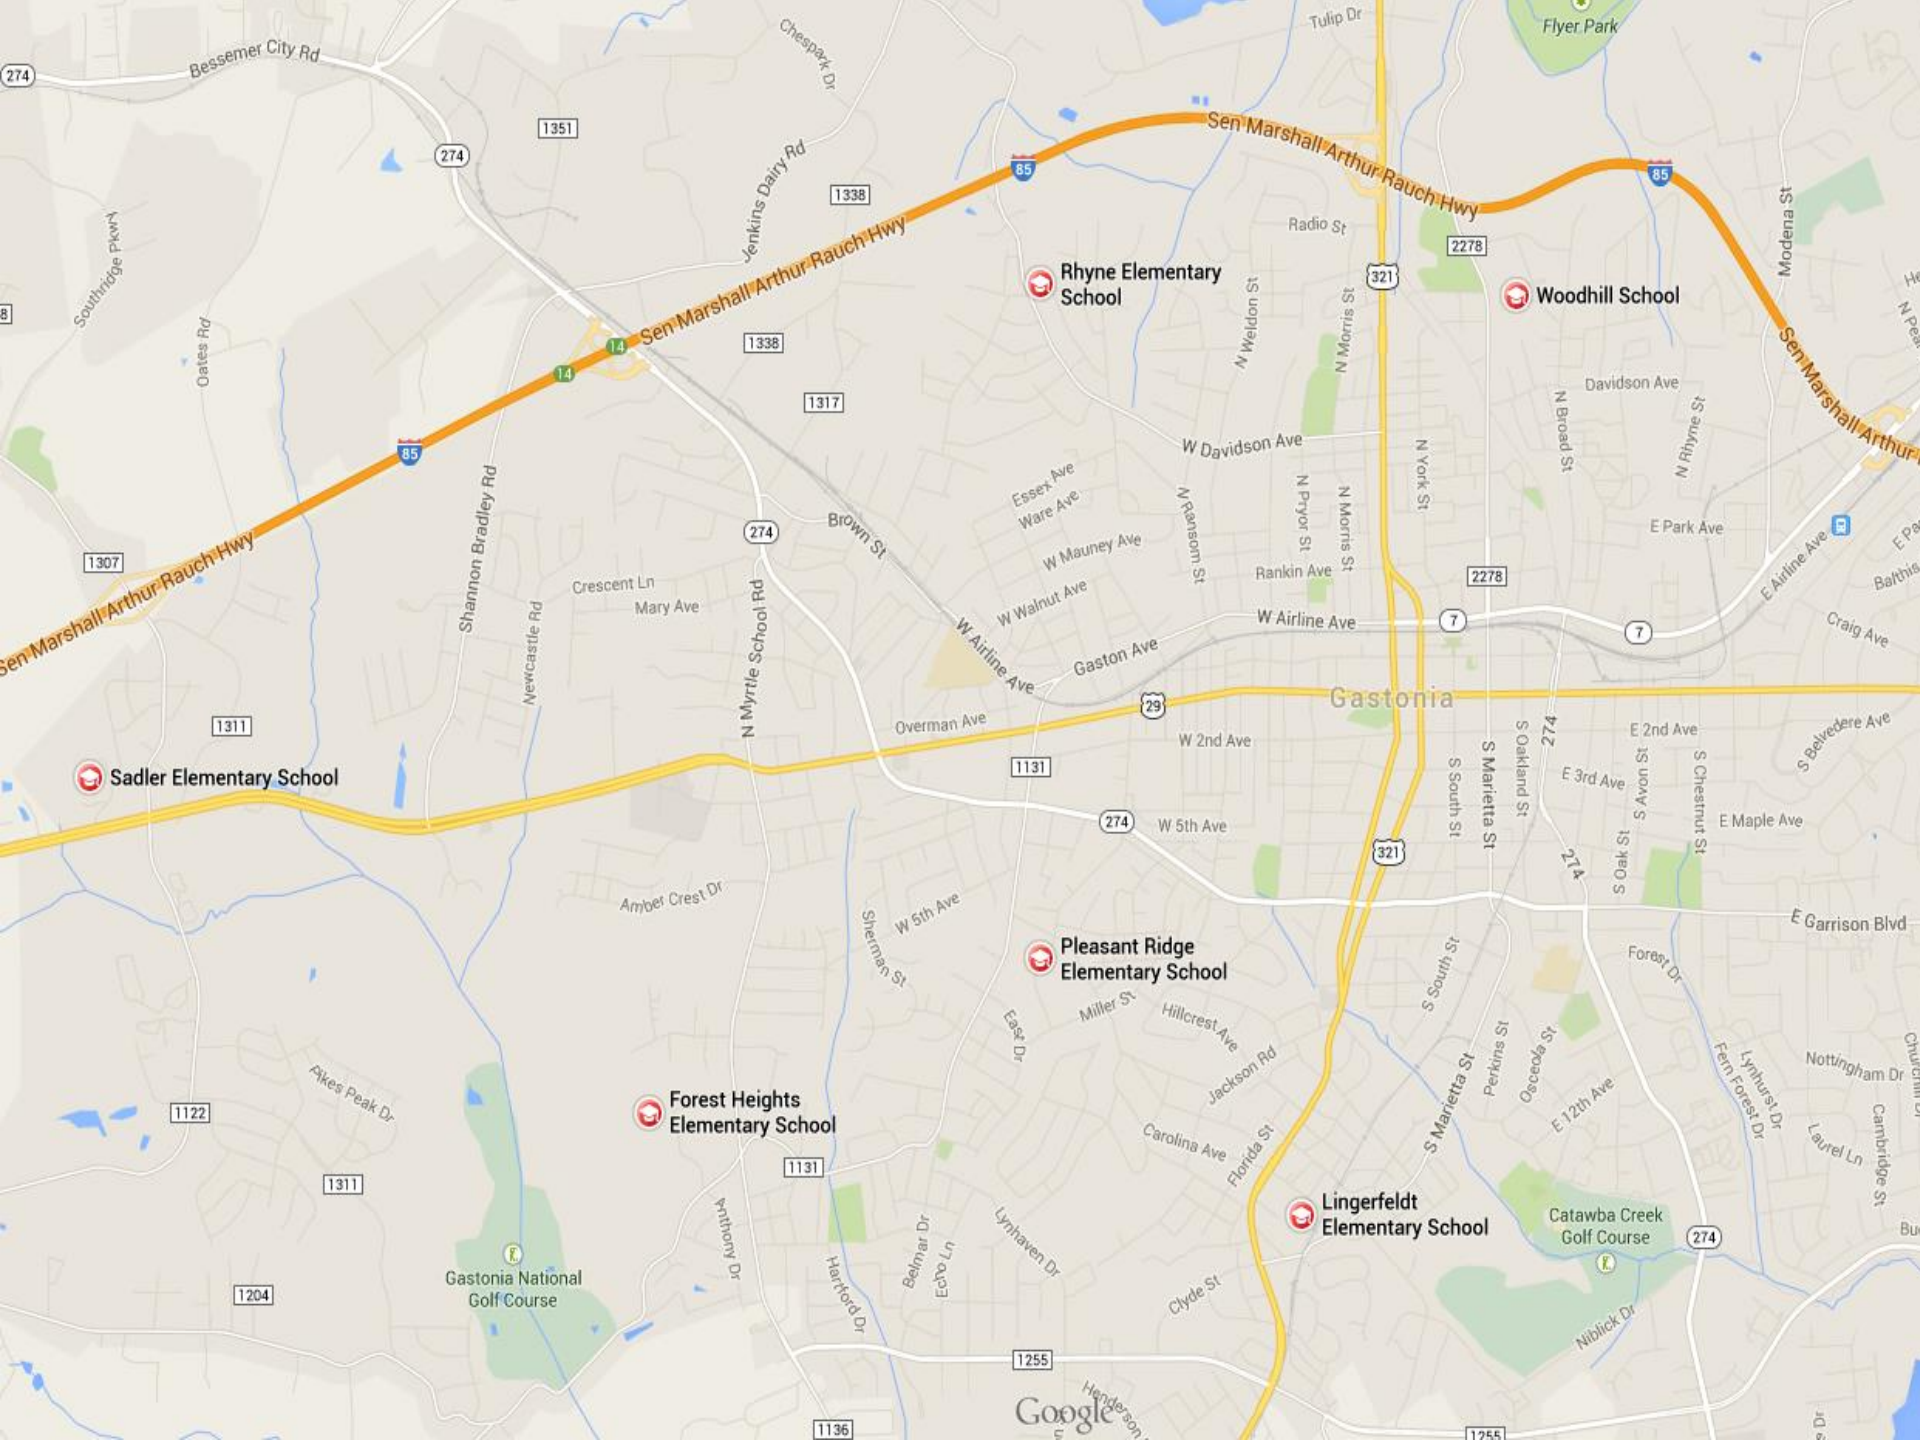 Tulip Dr
Flyer Park
Chespark Dr
Bessemer City Rd
274
1351
274
Jenkins Dairy Rd
1338
85
Sen Marshall Arthur Rauch Hwy
85
Southridge Pkwy
Sen Marshall Arthur Rauch Hwy
Radio St
2278
Modena St
Rhyne Elementary
School
321
Woodhill School
8
Oates Rd
14
14
1338
N Weldon St
N Morris St
Sen Marshall Arthur
1317
Davidson Ave
85
W Davidson Ave
N York St
N Broad St
N Rhyne St
Shannon Bradley Rd
Essex Ave
Ware Ave
N Ransom St
N Pryor St
N Morris St
274
Brown St
E Park Ave
1307
Sen Marshall Arthur Rauch Hwy
W Mauney Ave
Rankin Ave
2278
E Airline Ave
Crescent Ln
Mary Ave
W Walnut Ave
W Airline Ave
7
7
Craig Ave
Newcastle Rd
N Myrtle School Rd
W Airline Ave
Gaston Ave
Gastonia
29
1311
Overman Ave
W 2nd Ave
274
E 2nd Ave
S Belvedere Ave
Sadler Elementary School
1131
S South St
S Marietta St
S Oakland St
E 3rd Ave
S Avon St
S Chestnut St
274
W 5th Ave
321
274
S Oak St
E Maple Ave
Amber Crest Dr
Sherman St
W 5th Ave
E Garrison Blvd
Pleasant Ridge
Elementary School
S South St
Forest Dr
Miller St
Hillcrest Ave
East Dr
Jackson Rd
Perkins St
Osceola St
Fern Forest Dr
Lynhurst Dr
Nottingham Dr
Pikes Peak Dr
1122
Forest Heights
Elementary School
Carolina Ave
Florida St
S Marietta St
E 12th Ave
Laurel Ln
Cambridge St
1131
1311
Lingerfeldt
Elementary School
Catawba Creek
Golf Course
274
Anthony Dr
Belmar Dr
Echo Ln
Lynhaven Dr
Gastonia National
Golf Course
1204
Hartford Dr
Clyde St
Niblick Dr
1255
Henderson
Google
1136
1255